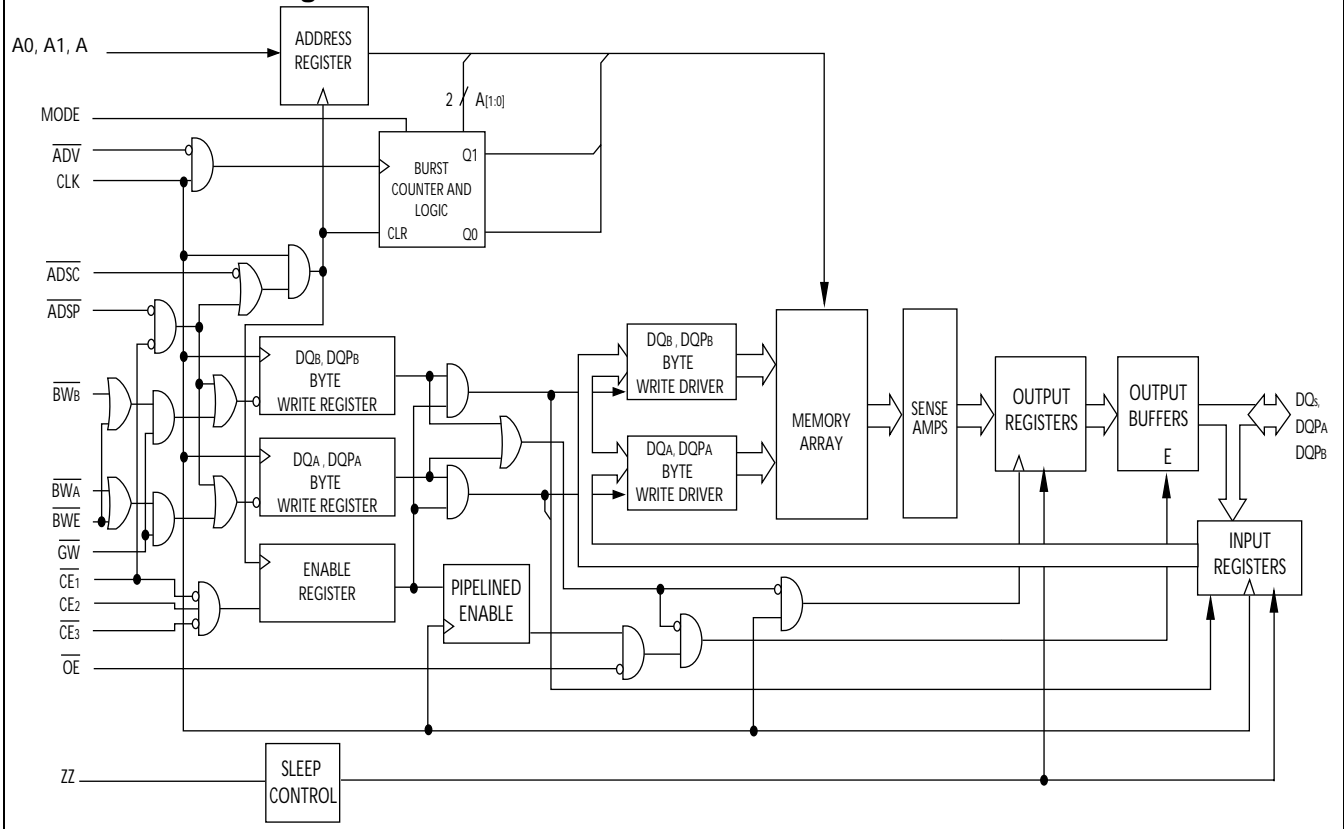 A0, A1, A
ADDRESS
REGISTER
MODE
2
A[1:0]
ADV
CLK
BURST
COUNTER AND
LOGIC
Q1
CLR
Q0
ADSC
ADSP
DQB, DQPB
BYTE
WRITE REGISTER
DQB, DQPB
BYTE
WRITE DRIVER
BWB
MEMORY
ARRAY
SENSE
AMPS
OUTPUT
REGISTERS
OUTPUT
BUFFERS
E
DQs,
DQPA
DQPB
DQA, DQPA
BYTE
WRITE REGISTER
DQA, DQPA
BYTE
WRITE DRIVER
BWA
BWE
GW
CE1
CE2
CE3
ENABLE
REGISTER
PIPELINED
ENABLE
INPUT
REGISTERS
OE
ZZ
SLEEP
CONTROL